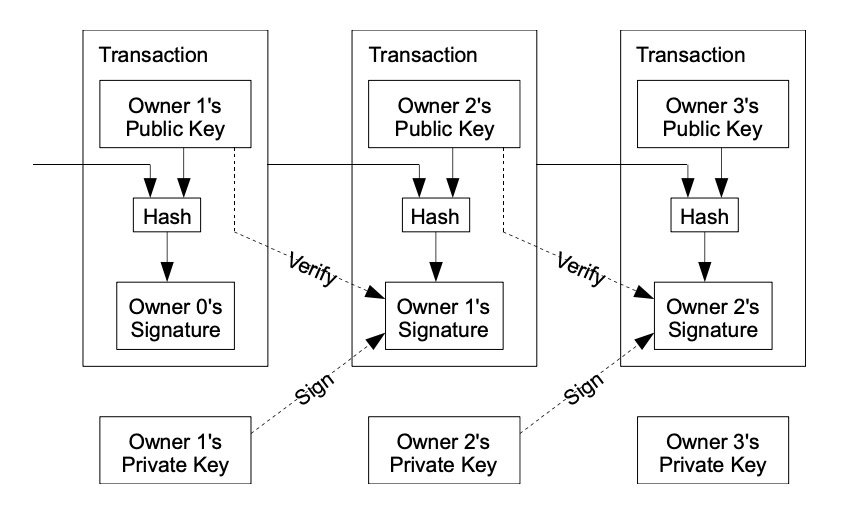 Transaction
Owner 1's
Public Key
Hash
Verify
Owner 0's
Signature
Sign
Owner 1's
Private Key
Transaction
Owner 2's
Public Key
Hash
Verify
Owner 1's
Signature
Sign
Owner 2's
Private Key
Transaction
Owner 3's
Public Key
Hash
Owner 2's
Signature
Owner 3's
Private Key